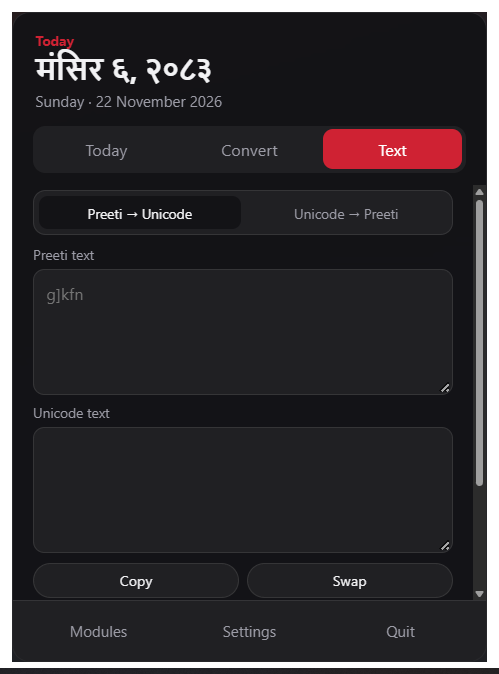 Today
मंसिर ६, २०८३
Sunday · 22 November 2026
Today Convert Text
Preeti → Unicode Unicode → Preeti
Preeti text
g]kfn
Unicode text
Copy Swap
Modules Settings Quit